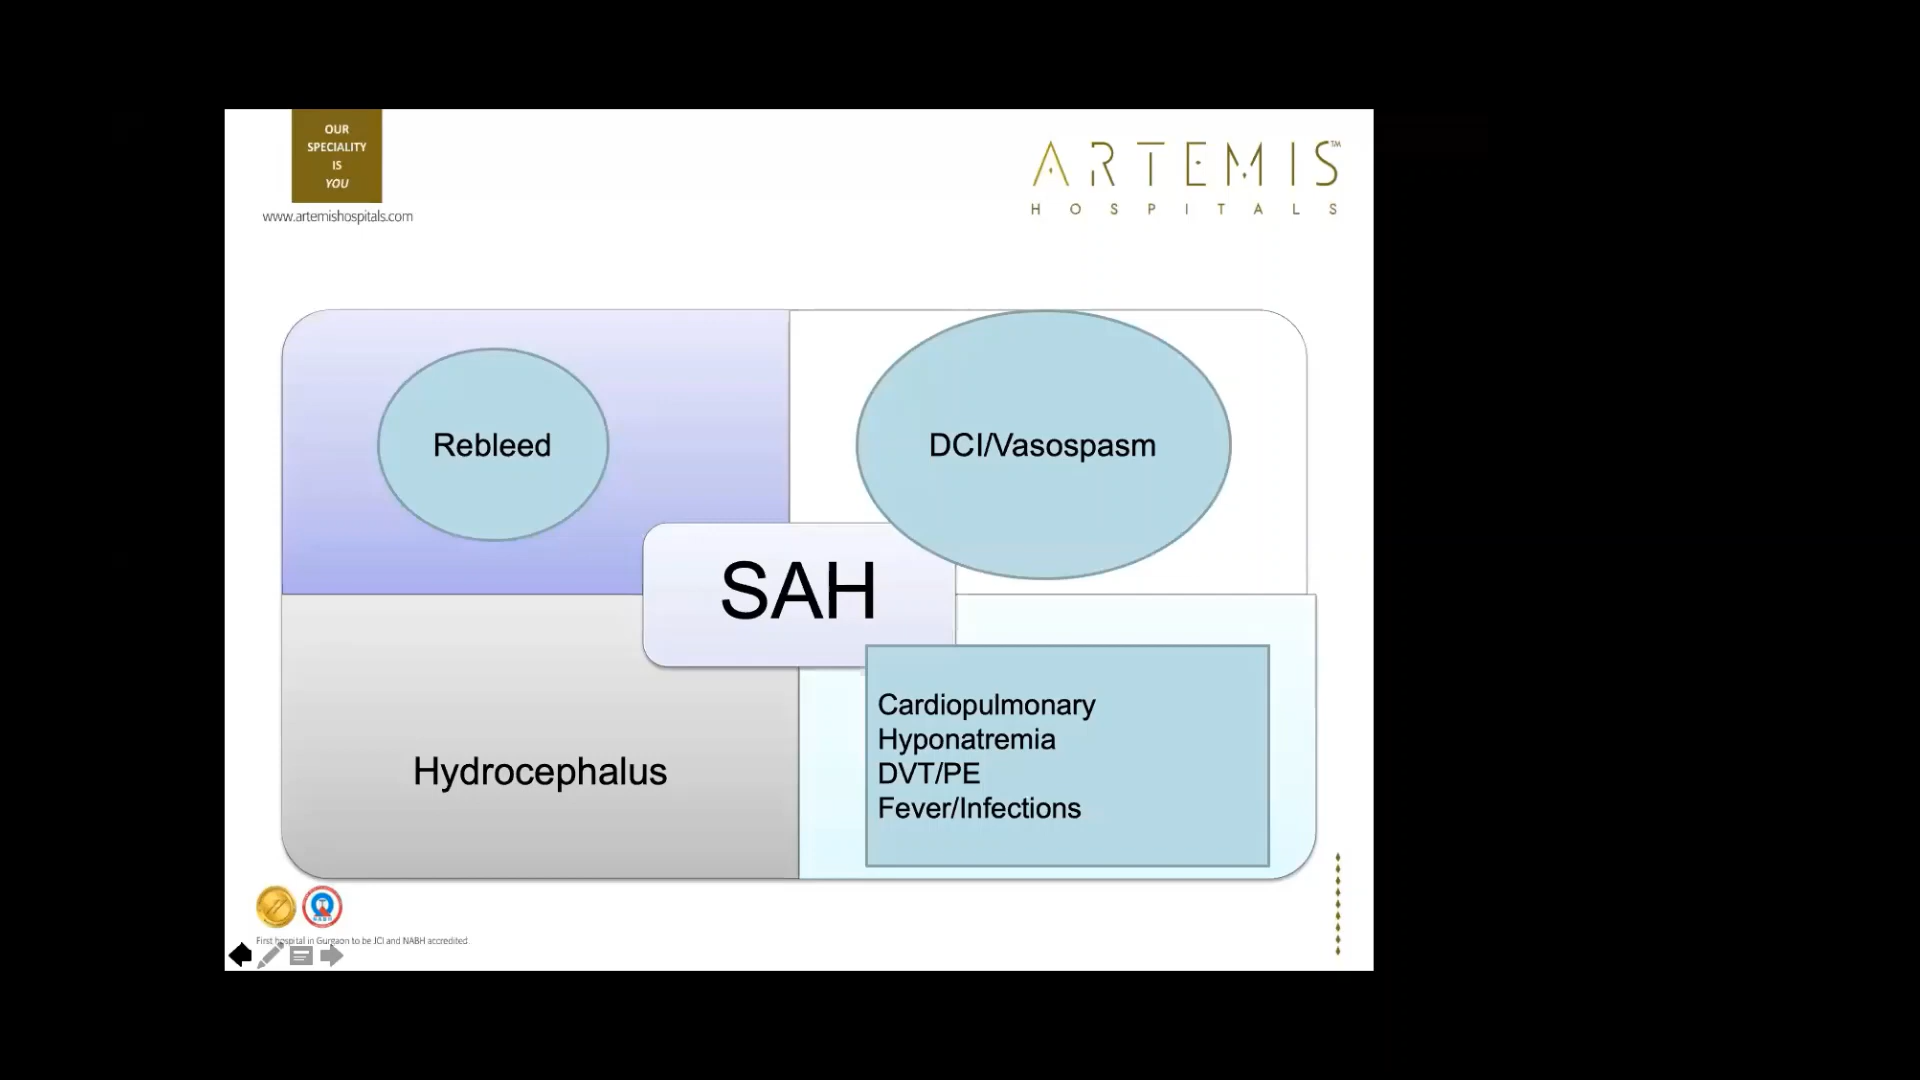 OUR
SPECIALITY
IS
YOU
www.artemishospitals.com
ARTEMIS™
HOSPITALS
Rebleed
DCI/Vasospasm
SAH
Hydrocephalus
Cardiopulmonary
Hyponatremia
DVT/PE
Fever/Infections
First hospital in Gurgaon to be JCI and NABH accredited.